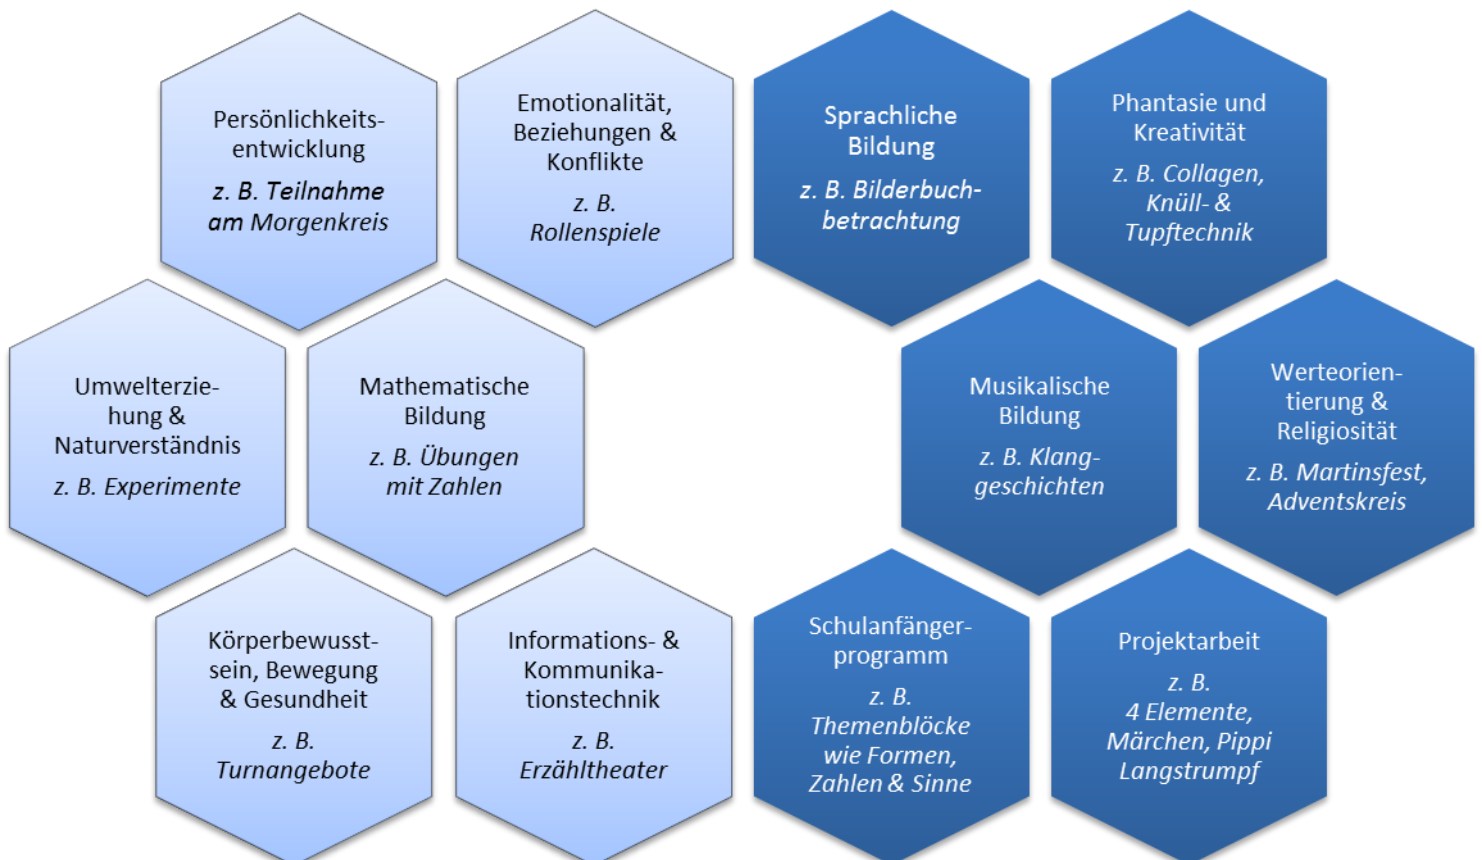 Persönlichkeits-
entwicklung
z. B. Teilnahme
am Morgenkreis
Emotionalität,
Beziehungen &
Konflikte
z. B.
Rollenspiele
Sprachliche
Bildung
z. B. Bilderbuch-
betrachtung
Phantasie und
Kreativität
z. B. Collagen,
Knüll- &
Tupftechnik
Umwelterzie-
hung &
Naturverständnis
z. B. Experimente
Mathematische
Bildung
z. B. Übungen
mit Zahlen
Musikalische
Bildung
z. B. Klang-
geschichten
Werteorien-
tierung &
Religiosität
z. B. Martinsfest,
Adventskreis
Körperbewusst-
sein, Bewegung
& Gesundheit
z. B.
Turnangebote
Informations- &
Kommunika-
tionstechnik
z. B.
Erzähltheater
Schulanfänger-
programm
z. B.
Themenblöcke
wie Formen,
Zahlen & Sinne
Projektarbeit
z. B.
4 Elemente,
Märchen, Pippi
Langstrumpf